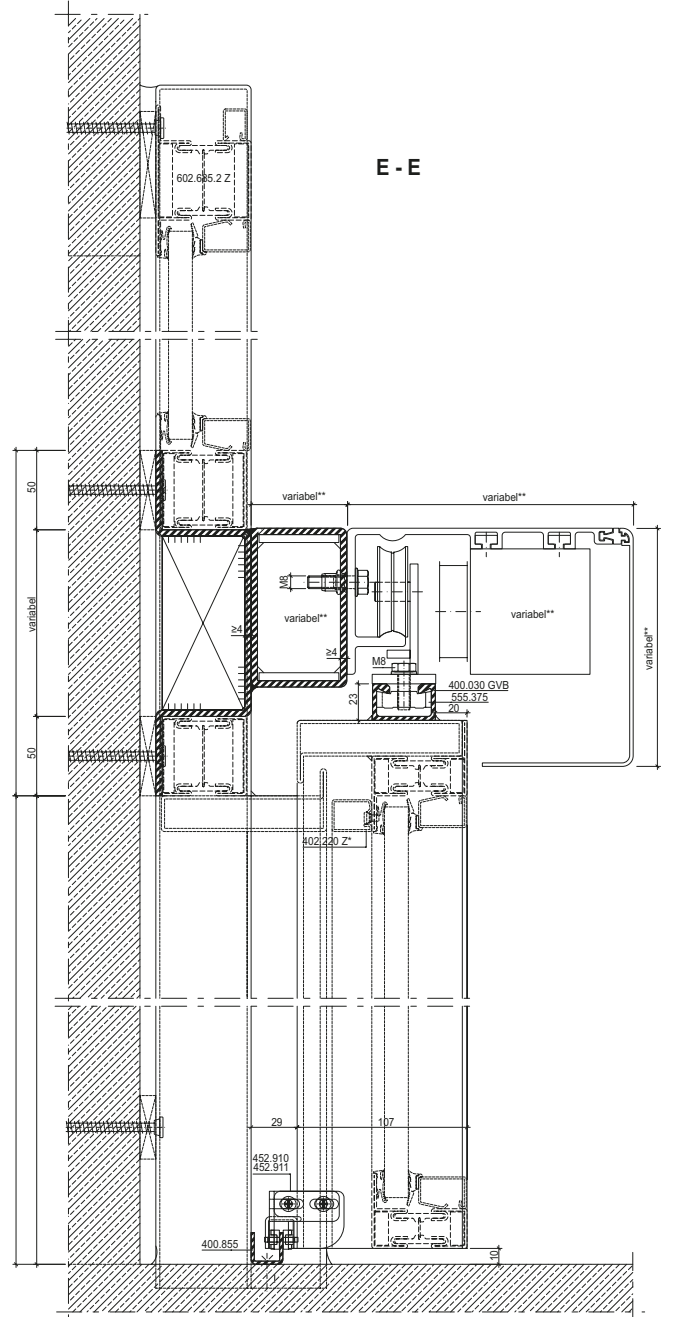 E - E
602.685.2 Z
50
variabel**
variabel**
variabel
M8
variabel**
variabel**
variabel**
≥4
≥4
M8
400.030 GVB
555.375
20
23
50
402.220 Z*
29
107
452.910
452.911
400.855
10